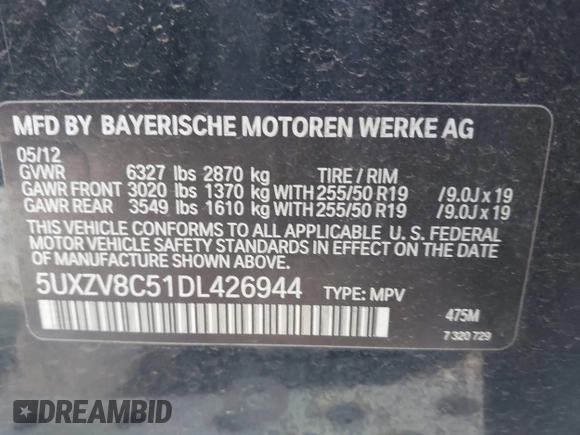 MFD BY BAYERISCHE MOTOREN WERKE AG
05/12
GVWR 6327 lbs 2870 kg TIRE / RIM
GAWR FRONT 3020 lbs 1370 kg WITH 255/50 R19 /9.0J x 19
GAWR REAR 3549 lbs 1610 kg WITH 255/50 R19 /9.0J x 19
THIS VEHICLE CONFORMS TO ALL APPLICABLE U. S. FEDERAL
MOTOR VEHICLE SAFETY STANDARDS IN EFFECT ON THE DATE
OF MANUFACTURE.
5UXZV8C51DL426944 TYPE: MPV
475M
7 320 729
DREAMBID